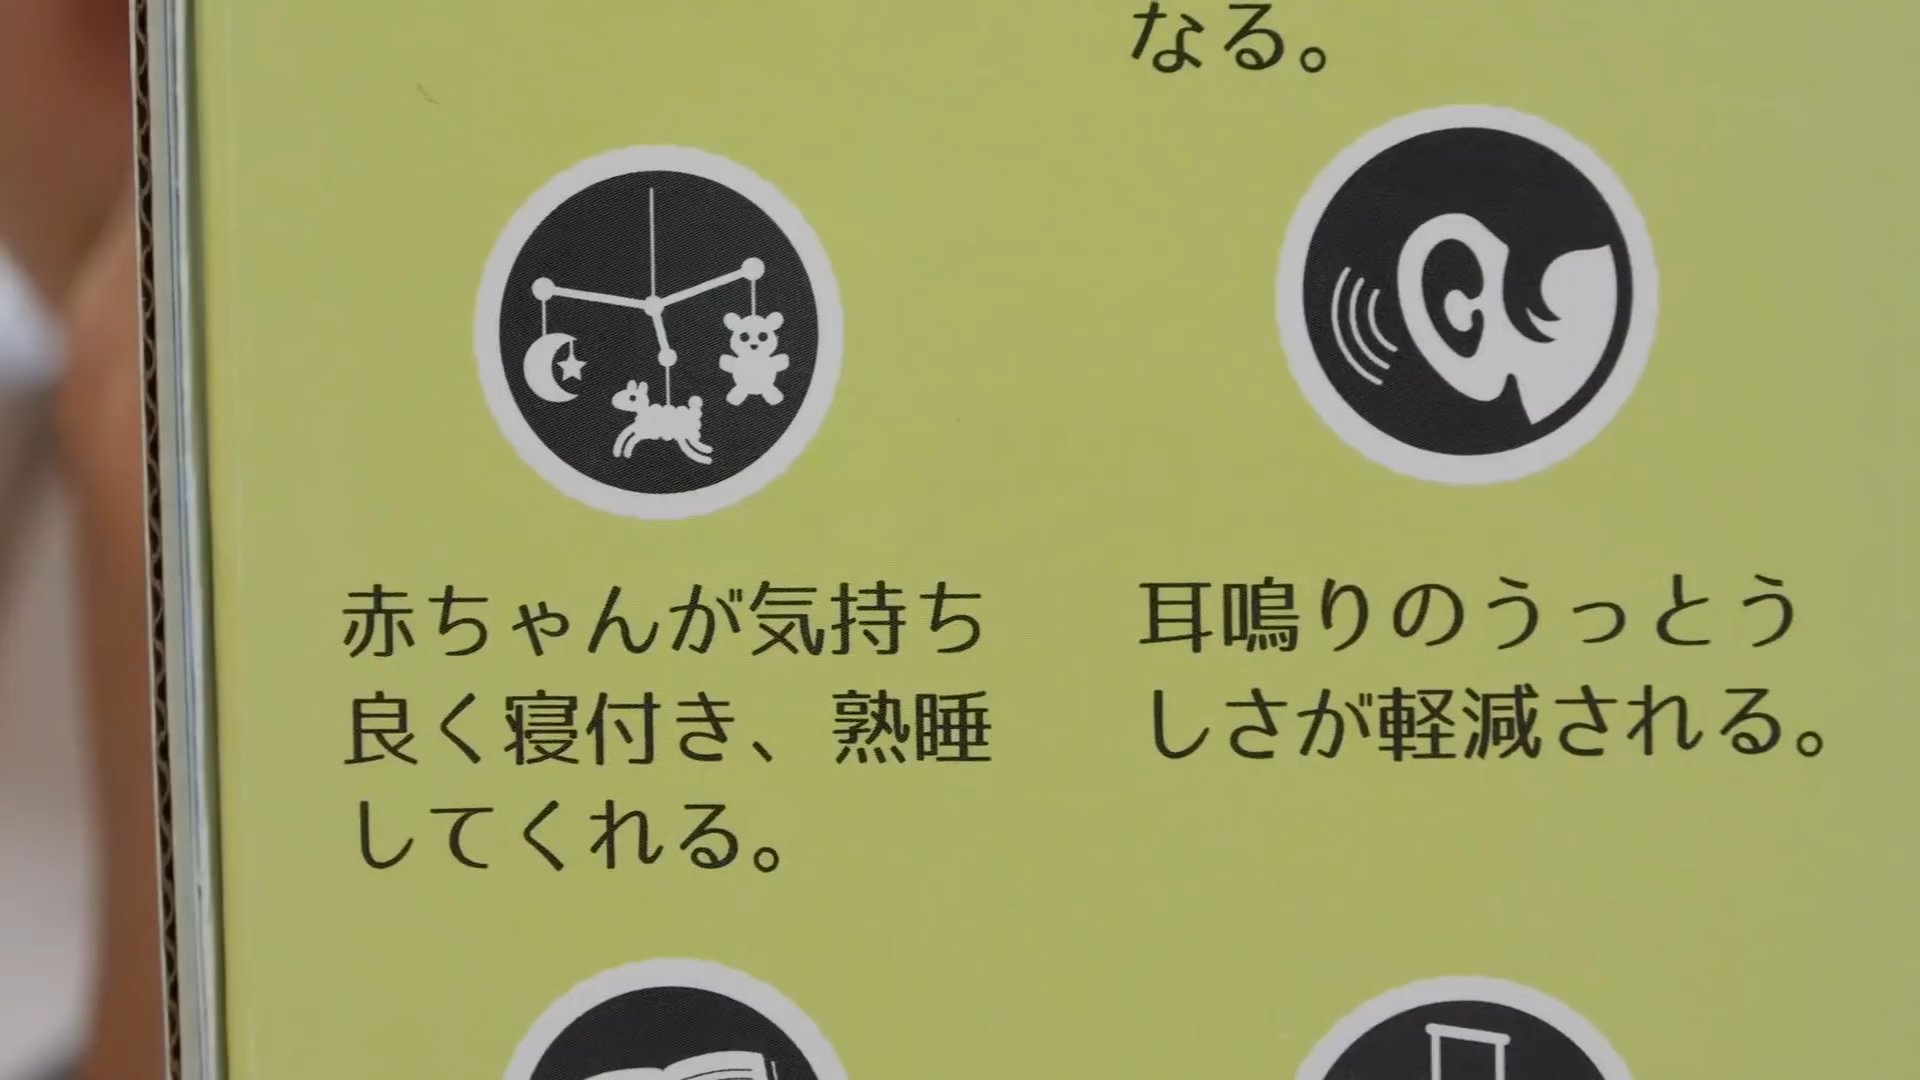 なる。
赤ちゃんが気持ち
良く寝付き、熟睡
してくれる。
耳鳴りのうっとう
しさが軽減される。